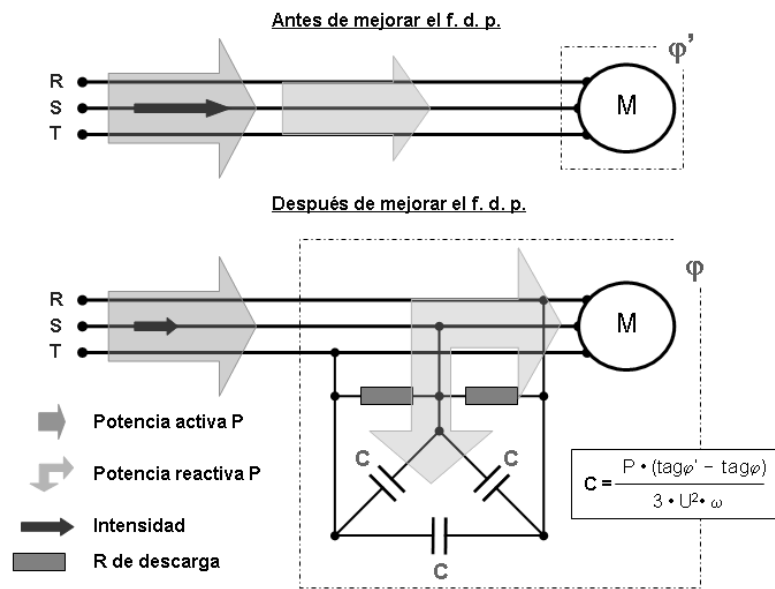 Antes de mejorar el f. d. p.
φ'
R
S
T
M
Después de mejorar el f. d. p.
φ
R
S
T
M
Potencia activa P
Potencia reactiva P
Intensidad
R de descarga
C
C
C
C = P • (tagφ' - tagφ)
3 • U² • ω